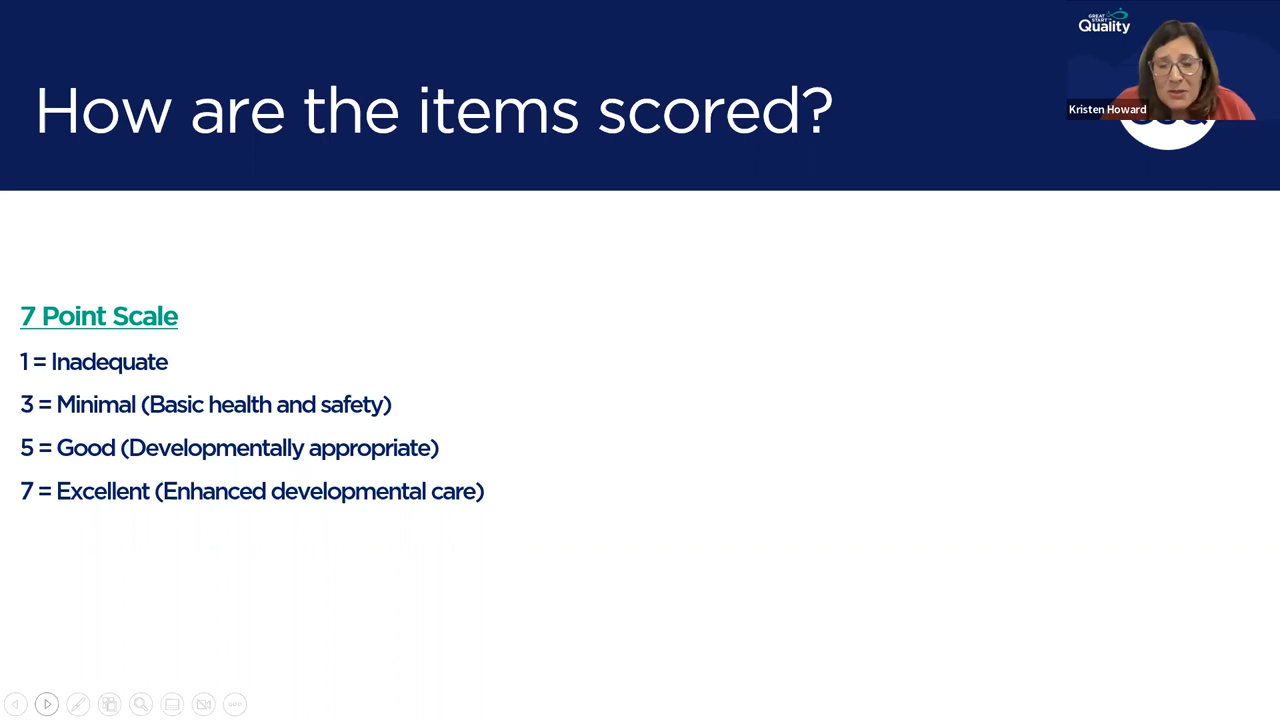 GREAT
START
Quality
How are the items scored?
Kristen Howard
7 Point Scale
1 = Inadequate
3 = Minimal (Basic health and safety)
5 = Good (Developmentally appropriate)
7 = Excellent (Enhanced developmental care)